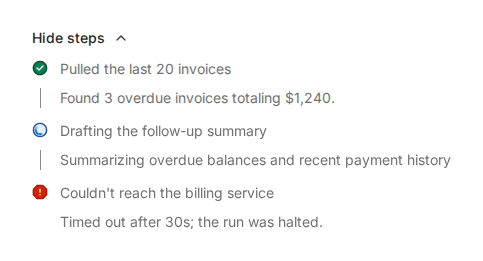 Hide steps
Pulled the last 20 invoices
Found 3 overdue invoices totaling $1,240.
Drafting the follow-up summary
Summarizing overdue balances and recent payment history
Couldn't reach the billing service
Timed out after 30s; the run was halted.